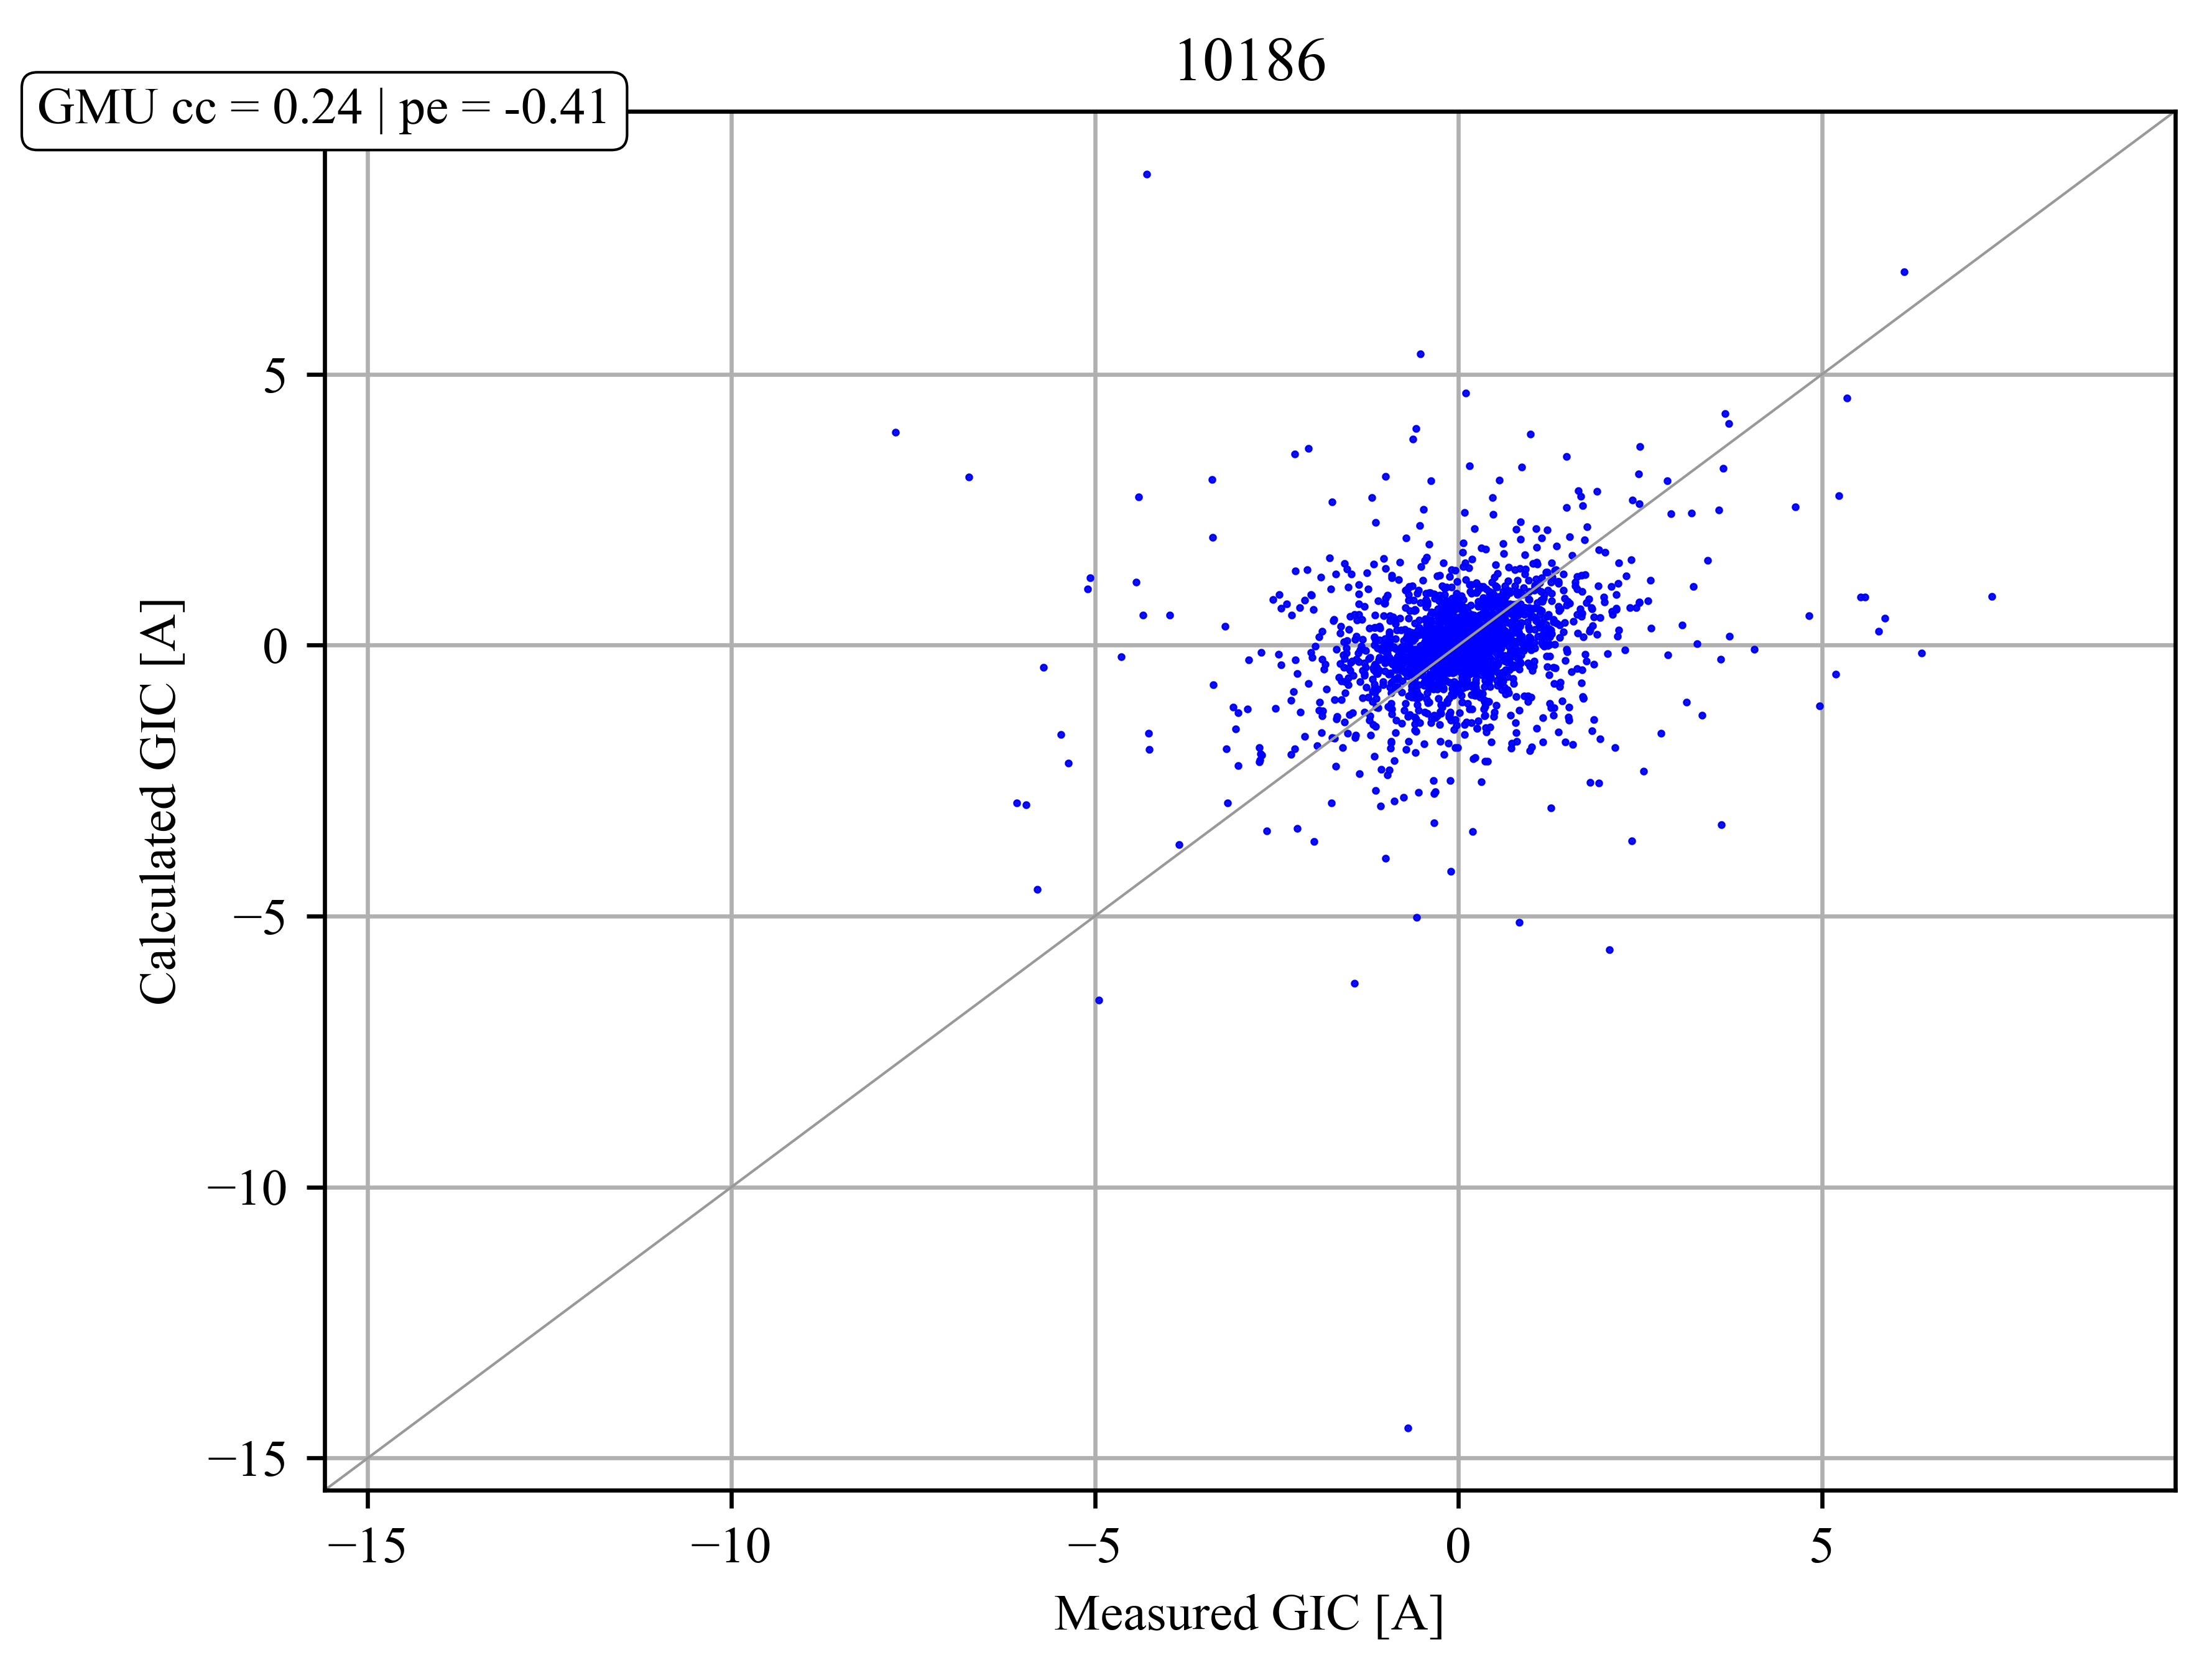 10186
GMU cc = 0.24 | pe = -0.41
5
0
−5
−10
−15
Calculated GIC [A]
−15 −10 −5 0 5
Measured GIC [A]